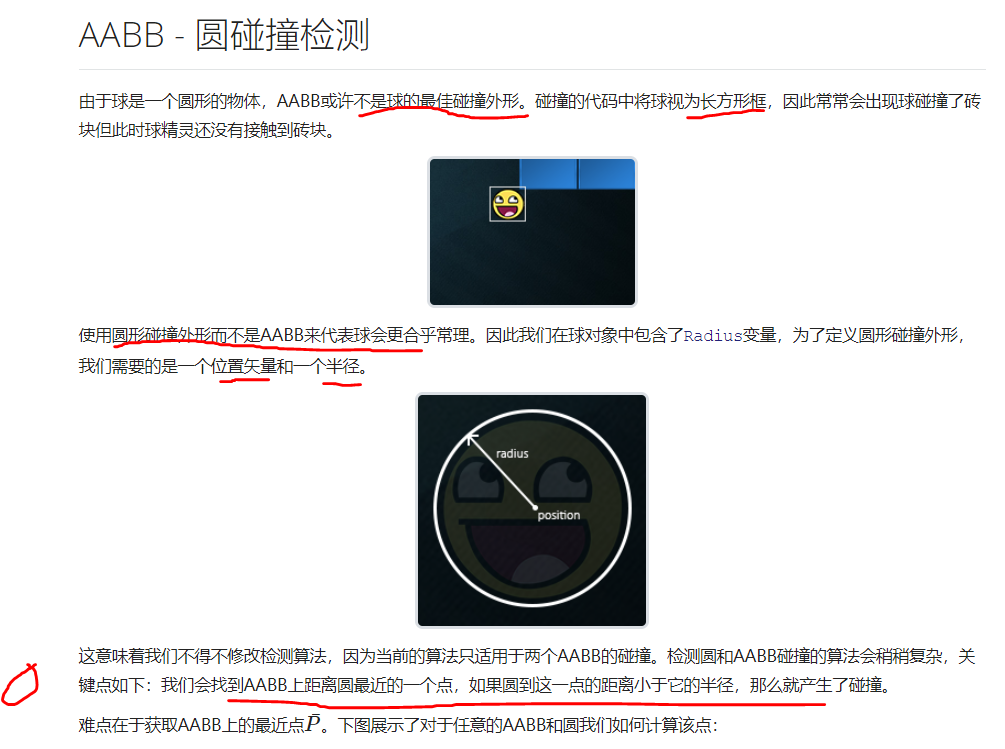 AABB - 圆碰撞检测
由于球是一个圆形的物体，AABB或许不是球的最佳碰撞外形。碰撞的代码中将球视为长方形框，因此常常会出现球碰撞了砖
块但此时球精灵还没有接触到砖块。
使用圆形碰撞外形而不是AABB来代表球会更合乎常理。因此我们在球对象中包含了Radius变量，为了定义圆形碰撞外形，
我们需要的是一个位置矢量和一个半径。
radius
position
这意味着我们不得不修改检测算法，因为当前的算法只适用于两个AABB的碰撞。检测圆和AABB碰撞的算法会稍稍复杂，关
键点如下：我们会找到AABB上距离圆最近的一个点，如果圆到这一点的距离小于它的半径，那么就产生了碰撞。
难点在于获取AABB上的最近点P̄。下图展示了对于任意的AABB和圆我们如何计算该点：